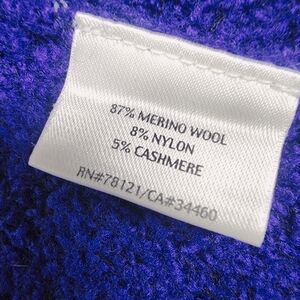 87% MERINO WOOL
8% NYLON
5% CASHMERE
RN#78121/CA#34460